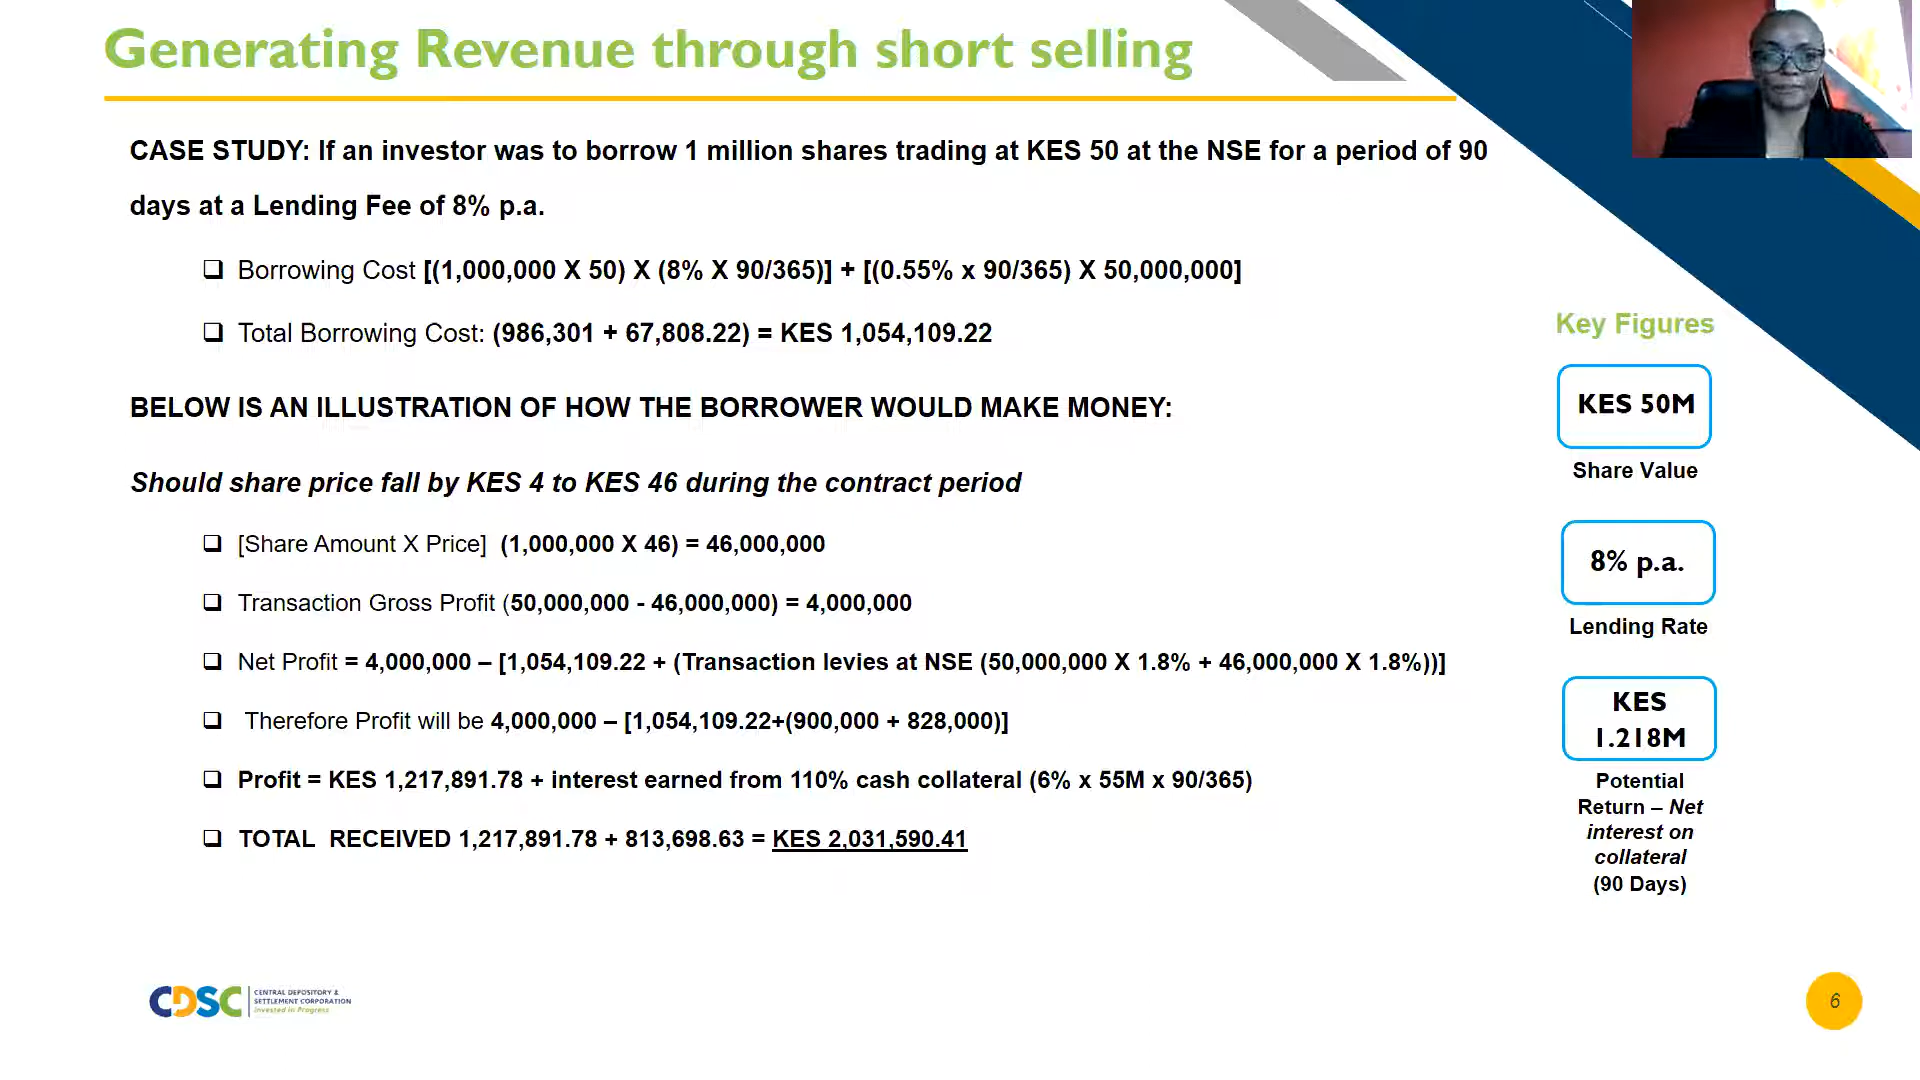 Generating Revenue through short selling
CASE STUDY: If an investor was to borrow 1 million shares trading at KES 50 at the NSE for a period of 90
days at a Lending Fee of 8% p.a.
Borrowing Cost [(1,000,000 X 50) X (8% X 90/365)] + [(0.55% x 90/365) X 50,000,000]
Total Borrowing Cost: (986,301 + 67,808.22) = KES 1,054,109.22
BELOW IS AN ILLUSTRATION OF HOW THE BORROWER WOULD MAKE MONEY:
Should share price fall by KES 4 to KES 46 during the contract period
[Share Amount X Price] (1,000,000 X 46) = 46,000,000
Transaction Gross Profit (50,000,000 - 46,000,000) = 4,000,000
Net Profit = 4,000,000 – [1,054,109.22 + (Transaction levies at NSE (50,000,000 X 1.8% + 46,000,000 X 1.8%))]
Therefore Profit will be 4,000,000 – [1,054,109.22+(900,000 + 828,000)]
Profit = KES 1,217,891.78 + interest earned from 110% cash collateral (6% x 55M x 90/365)
TOTAL RECEIVED 1,217,891.78 + 813,698.63 = KES 2,031,590.41
Key Figures
KES 50M
Share Value
8% p.a.
Lending Rate
KES
1.218M
Potential
Return – Net
interest on
collateral
(90 Days)
CDSC
CENTRAL DEPOSITORY &
SETTLEMENT CORPORATION
Invested in Progress
6